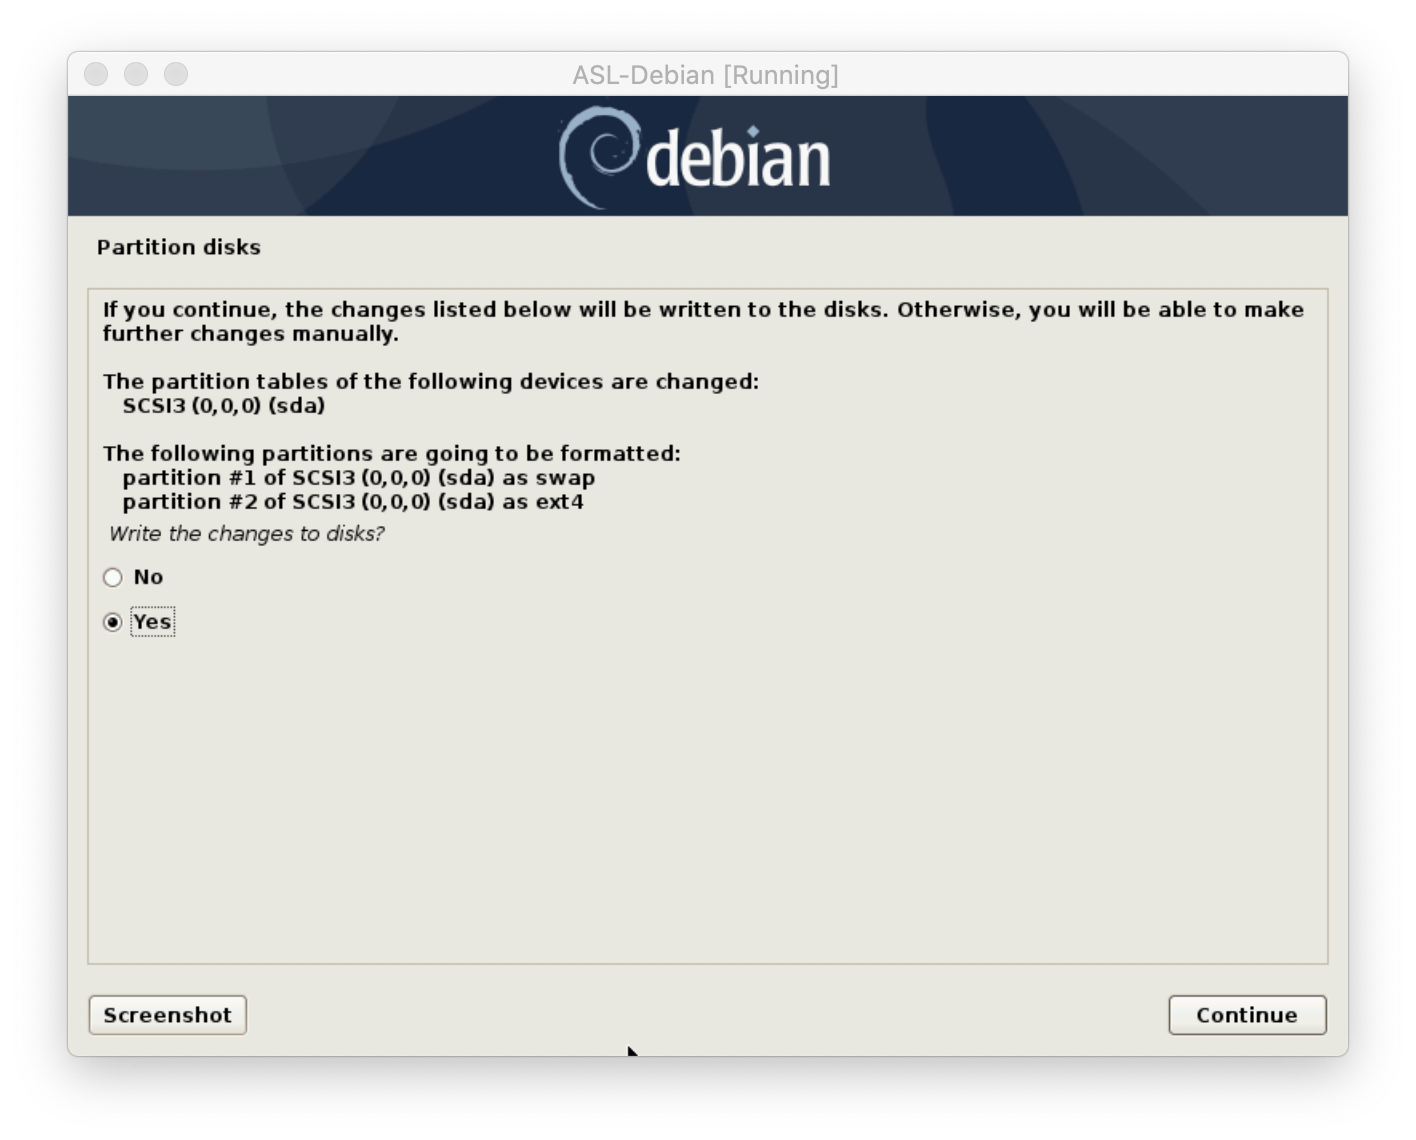 ASL-Debian [Running]
debian
Partition disks
If you continue, the changes listed below will be written to the disks. Otherwise, you will be able to make
further changes manually.
The partition tables of the following devices are changed:
SCSI3 (0,0,0) (sda)
The following partitions are going to be formatted:
partition #1 of SCSI3 (0,0,0) (sda) as swap
partition #2 of SCSI3 (0,0,0) (sda) as ext4
Write the changes to disks?
No
Yes
Screenshot
Continue